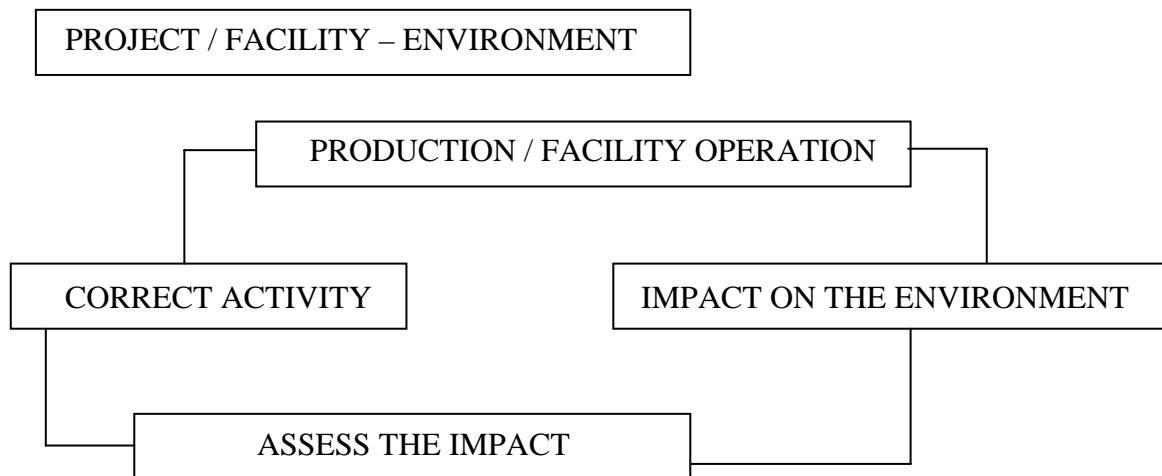 PROJECT / FACILITY – ENVIRONMENT
PRODUCTION / FACILITY OPERATION
CORRECT ACTIVITY
IMPACT ON THE ENVIRONMENT
ASSESS THE IMPACT